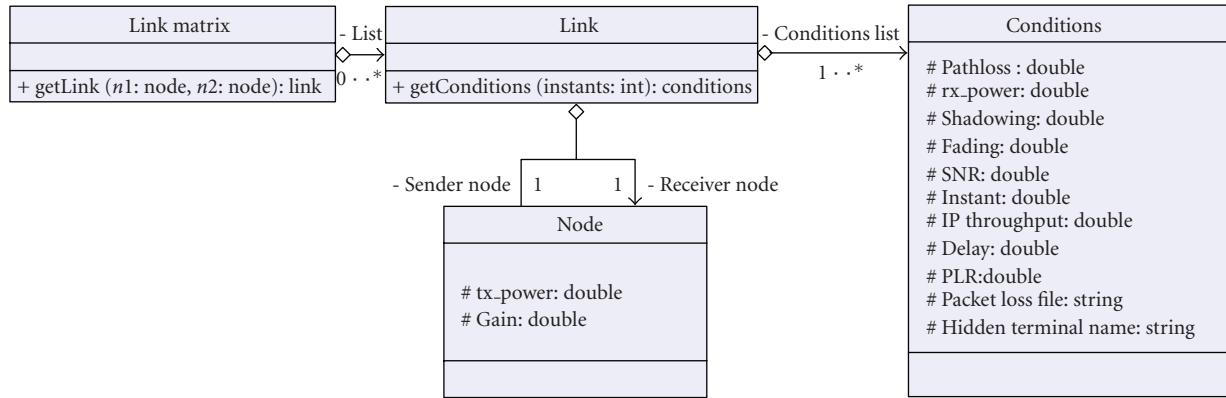 Link matrix
+ getLink (n1: node, n2: node): link
- List
0 · · *
Link
+ getConditions (instants: int): conditions
- Conditions list
1 · · *
Conditions
# Pathloss : double
# rx_power: double
# Shadowing: double
# Fading: double
# SNR: double
# Instant: double
# IP throughput: double
# Delay: double
# PLR:double
# Packet loss file: string
# Hidden terminal name: string
- Sender node
1
1
- Receiver node
Node
# tx_power: double
# Gain: double